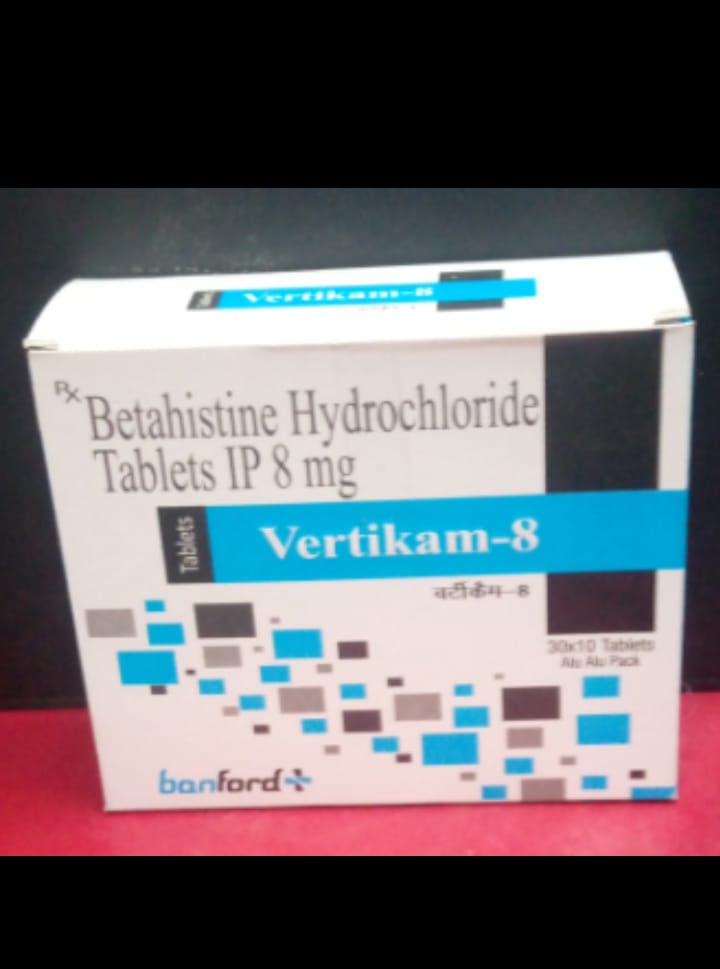 Tablets Vertikam-8
Rx Betahistine Hydrochloride
Tablets IP 8 mg
Tablets
Vertikam-8
वर्टीकैम-8
30x10 Tablets
Alu Alu Pack
banford